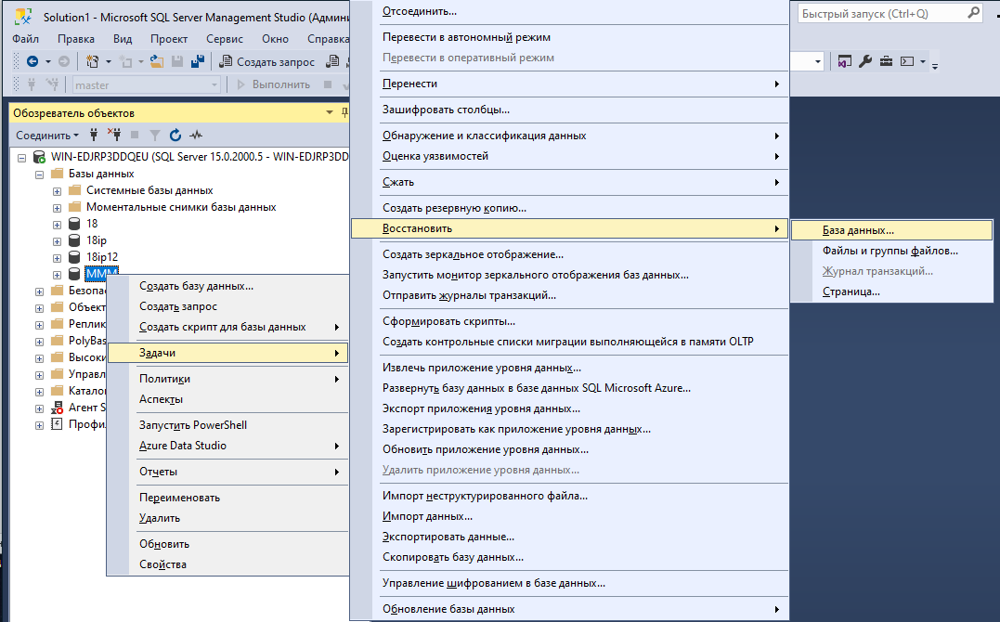 Solution1 - Microsoft SQL Server Management Studio (Админи
Быстрый запуск (Ctrl+Q)
Файл Правка Вид Проект Сервис Окно Справка
Создать запрос
master
Выполнить
Обозреватель объектов
Соединить
WIN-EDJRP3DDQEU (SQL Server 15.0.2000.5 - WIN-EDJRP3DD
Базы данных
Системные базы данных
Моментальные снимки базы данных
18
18ip
18ip12
MMM
Безопа
Объект
Реплик
PolyBas
Высоки
Управл
Катало
Агент S
Профи
Создать базу данных...
Создать запрос
Создать скрипт для базы данных
Задачи
Политики
Аспекты
Запустить PowerShell
Azure Data Studio
Отчеты
Переименовать
Удалить
Обновить
Свойства
Отсоединить...
Перевести в автономный режим
Перевести в оперативный режим
Перенести
Зашифровать столбцы...
Обнаружение и классификация данных
Оценка уязвимостей
Сжать
Создать резервную копию...
Восстановить
Создать зеркальное отображение...
Запустить монитор зеркального отображения баз данных...
Отправить журналы транзакций...
Сформировать скрипты...
Создать контрольные списки миграции выполняющейся в памяти OLTP
Извлечь приложение уровня данных...
Развернуть базу данных в базе данных SQL Microsoft Azure...
Экспорт приложения уровня данных...
Зарегистрировать как приложение уровня данных...
Обновить приложение уровня данных...
Удалить приложение уровня данных...
Импорт неструктурированного файла...
Импорт данных...
Экспортировать данные...
Скопировать базу данных...
Управление шифрованием в базе данных...
Обновление базы данных
База данных...
Файлы и группы файлов...
Журнал транзакций...
Страница...